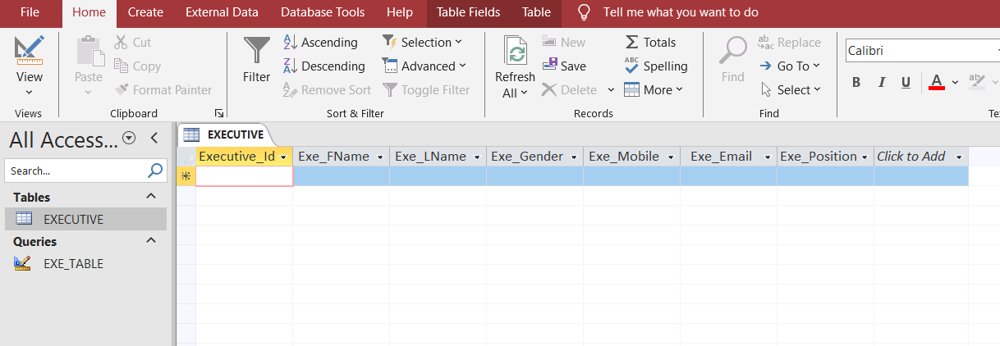 File Home Create External Data Database Tools Help Table Fields Table Tell me what you want to do
View
Views
Paste
Cut
Copy
Format Painter
Clipboard
Filter
Ascending
Descending
Remove Sort
Selection
Advanced
Toggle Filter
Sort & Filter
Refresh
All
New
Save
Delete
Totals
Spelling
More
Records
Find
Replace
Go To
Select
Find
Calibri
B I U A
All Access...
Search...
Tables
EXECUTIVE
Queries
EXE_TABLE
EXECUTIVE
Executive_Id Exe_FName Exe_LName Exe_Gender Exe_Mobile Exe_Email Exe_Position Click to Add